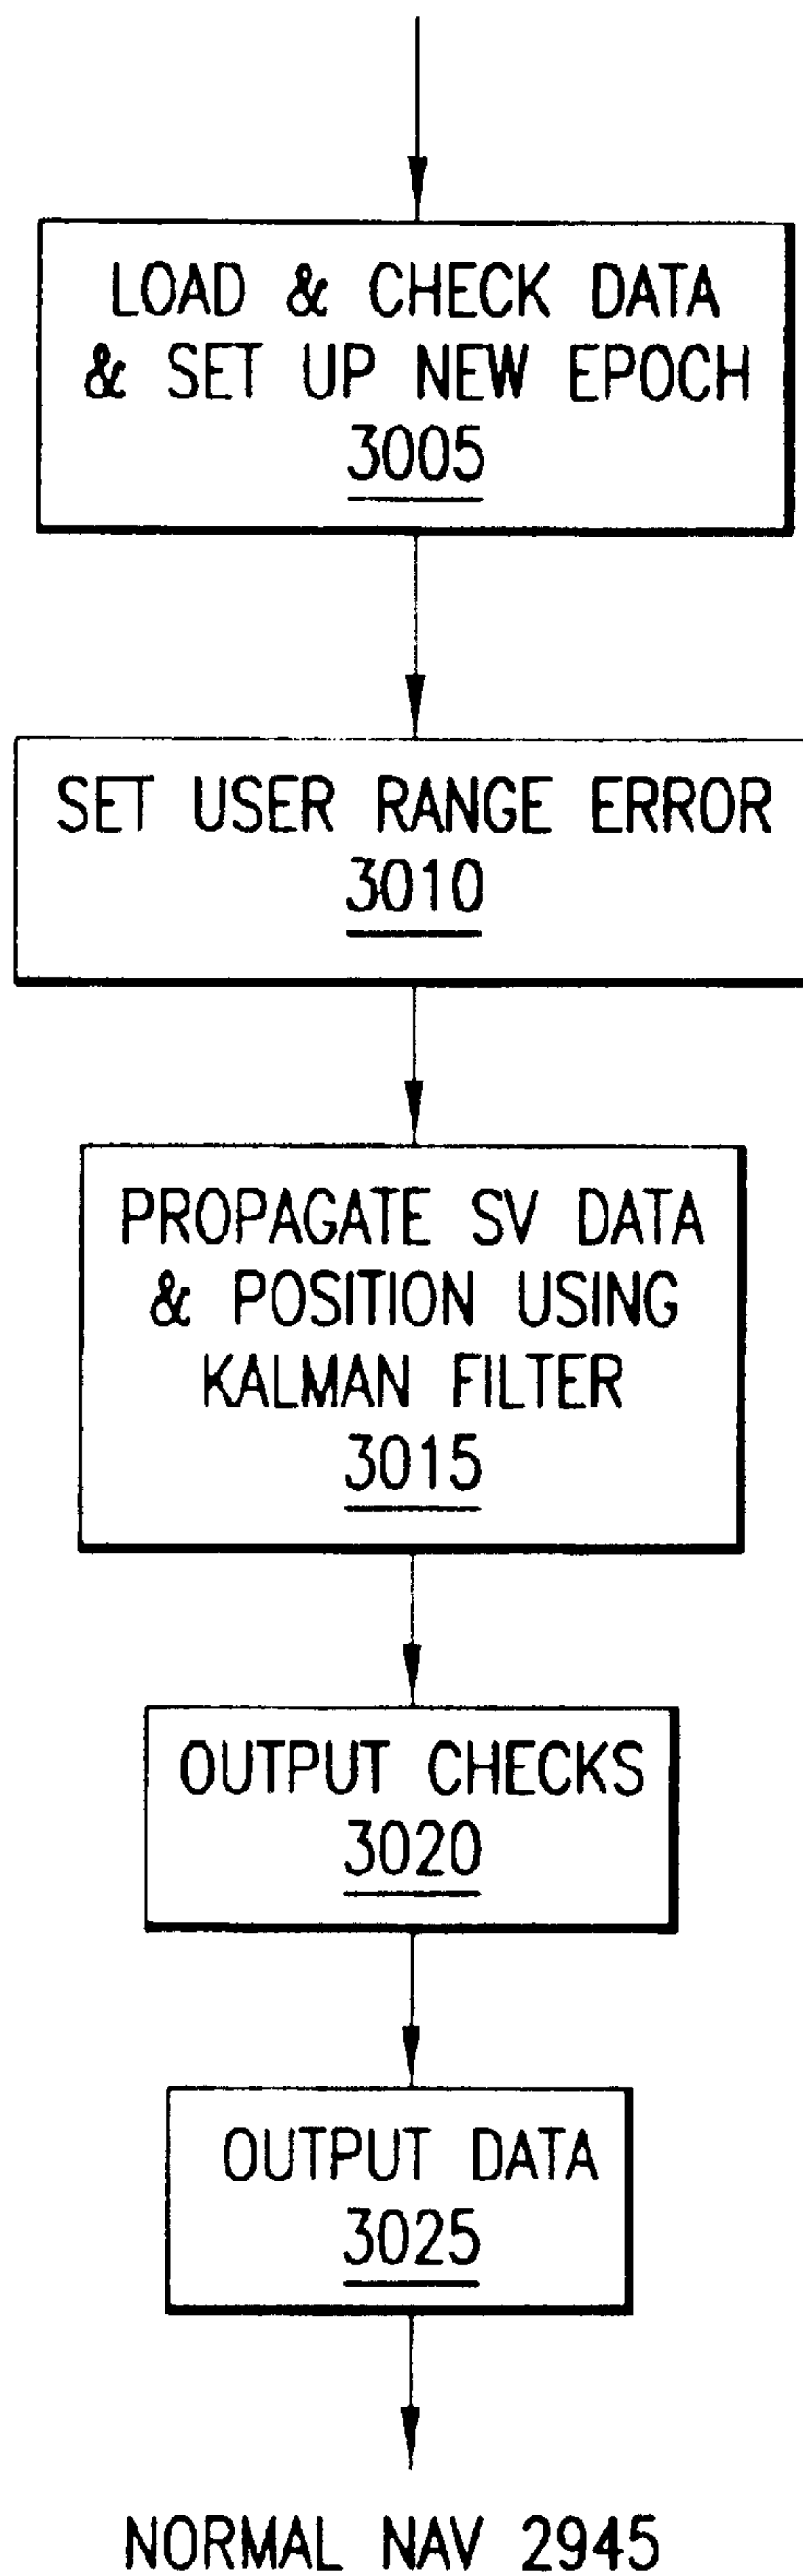 LOAD & CHECK DATA
& SET UP NEW EPOCH
3005
SET USER RANGE ERROR
3010
PROPAGATE SV DATA
& POSITION USING
KALMAN FILTER
3015
OUTPUT CHECKS
3020
OUTPUT DATA
3025
NORMAL NAV 2945